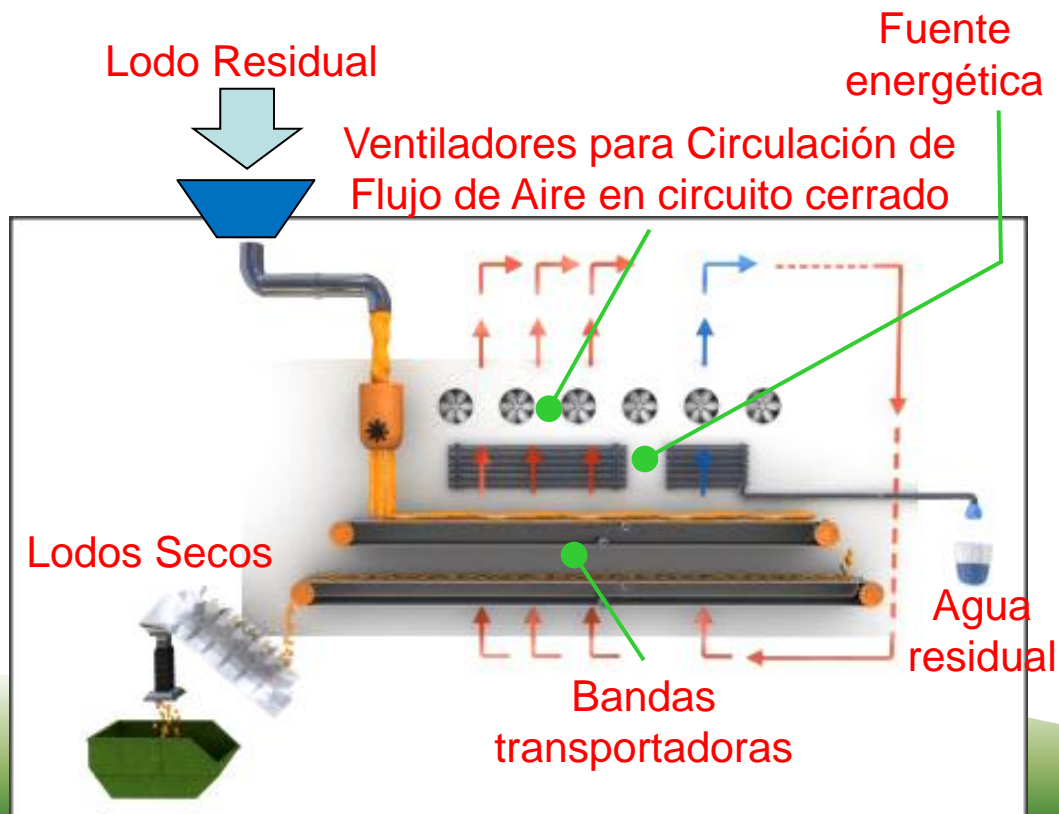 Lodo Residual
Fuente
energética
Ventiladores para Circulación de
Flujo de Aire en circuito cerrado
Lodos Secos
Agua
residual
Bandas
transportadoras